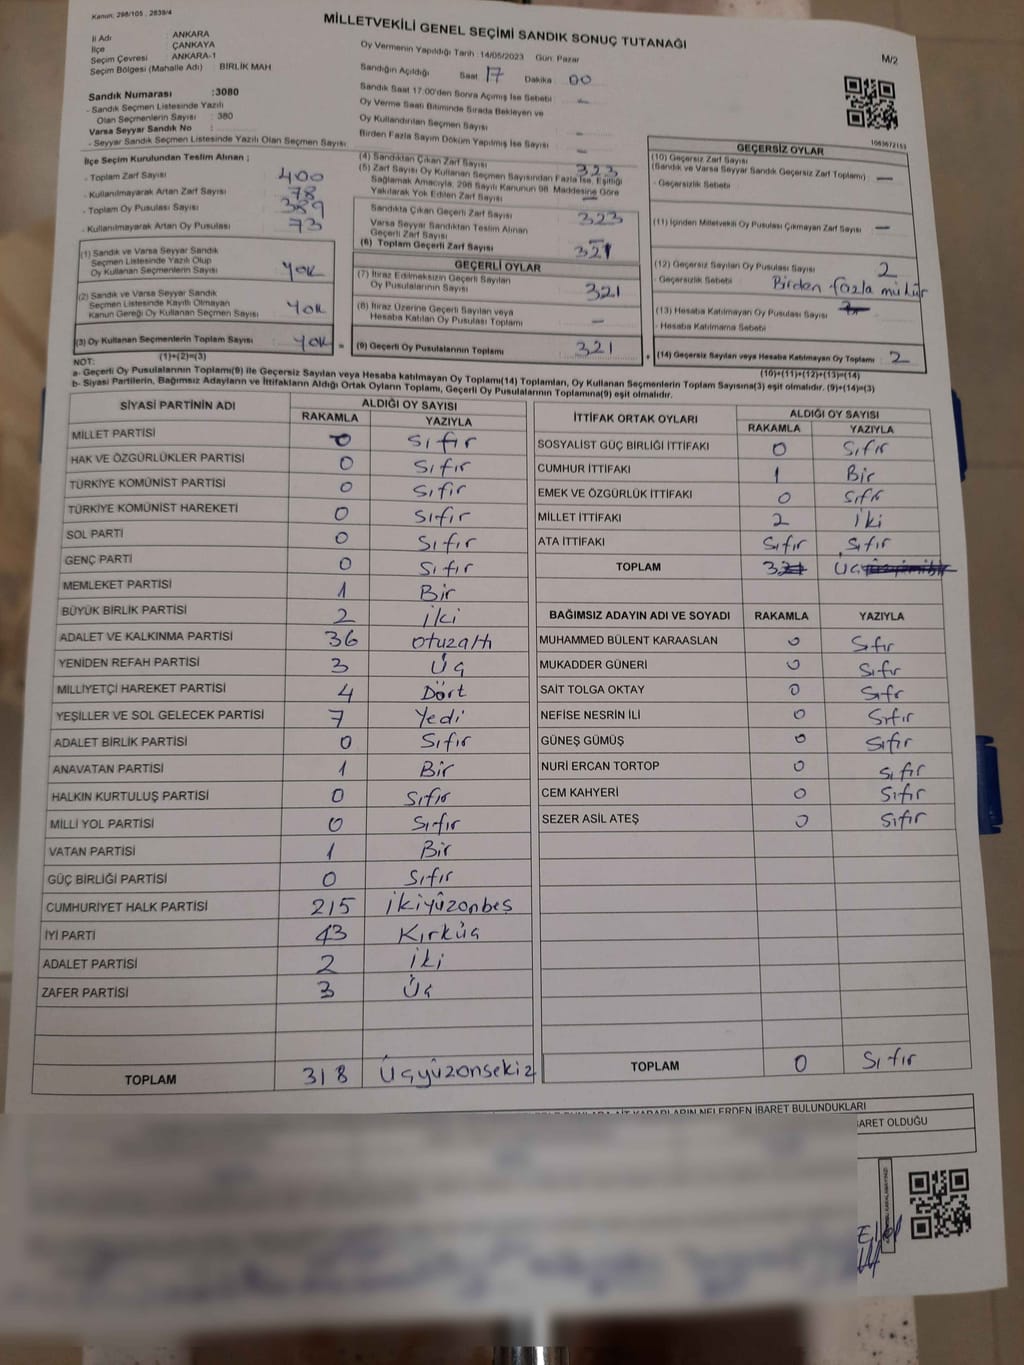 Kanun: 298/105 , 2839/4
MİLLETVEKİLİ GENEL SEÇİMİ SANDIK SONUÇ TUTANAĞI
M/2
İl Adı : ANKARA
İlçe : ÇANKAYA
Seçim Çevresi : ANKARA-1
Seçim Bölgesi (Mahalle Adı) : BİRLİK MAH
Sandık Numarası :3080
- Sandık Seçmen Listesinde Yazılı
Olan Seçmenlerin Sayısı : 380
Varsa Seyyar Sandık No :
- Seyyar Sandık Seçmen Listesinde Yazılı Olan Seçmen Sayısı
Oy Vermenin Yapıldığı Tarih :14/05/2023 Gün: Pazar
Sandığın Açıldığı Saat 17 Dakika 00
Sandık Saat 17.00'den Sonra Açımış İse Sebebi : -
Oy Verme Saati Bitiminde Sırada Bekleyen ve
Oy Kullandırılan Seçmen Sayısı : -
Birden Fazla Sayım Döküm Yapılmış İse Sayısı : -
1083672153
İlçe Seçim Kurulundan Teslim Alınan ;
- Toplam Zarf Sayısı : 400
- Kullanılmayarak Artan Zarf Sayısı : 78
- Toplam Oy Pusulası Sayısı : 389
- Kullanılmayarak Artan Oy Pusulası : 73
(1) Sandık ve Varsa Seyyar Sandık
Seçmen Listesinde Yazılı Olup
Oy Kullanan Seçmenlerin Sayısı : YOK
(2) Sandık ve Varsa Seyyar Sandık
Seçmen Listesinde Kayıtlı Olmayan
Kanun Gereği Oy Kullanan Seçmen Sayısı : YOK
(3) Oy Kullanan Seçmenlerin Toplam Sayısı : YOK
(1)+(2)=(3)
(4) Sandıktan Çıkan Zarf Sayısı : 323
(5) Zarf Sayısı Oy Kullanan Seçmen Sayısından Fazla İse, Eşitliği
Sağlamak Amacıyla, 298 Sayılı Kanunun 98. Maddesine Göre
Yakılarak Yok Edilen Zarf Sayısı : -
Sandıkta Çıkan Geçerli Zarf Sayısı : 323
Varsa Seyyar Sandıktan Teslim Alınan
Geçerli Zarf Sayısı : -
(6) Toplam Geçerli Zarf Sayısı : 321
GEÇERLİ OYLAR
(7) İtiraz Edilmeksizin Geçerli Sayılan
Oy Pusulalarının Sayısı : 321
(8) İtiraz Üzerine Geçerli Sayılan veya
Hesaba Katılan Oy Pusulası Toplamı : -
= (9) Geçerli Oy Pusulalarının Toplamı : 321
GEÇERSİZ OYLAR
(10) Geçersiz Zarf Sayısı
(Sandık ve Varsa Seyyar Sandık Geçersiz Zarf Toplamı) : -
- Geçersizlik Sebebi :
(11) İçinden Milletvekili Oy Pusulası Çıkmayan Zarf Sayısı : -
(12) Geçersiz Sayılan Oy Pusulası Sayısı : 2
- Geçersizlik Sebebi : Birden fazla mühür
(13) Hesaba Katılmayan Oy Pusulası Sayısı :
- Hesaba Katılmama Sebebi :
+ (14) Geçersiz Sayılan veya Hesaba Katılmayan Oy Toplamı : 2
(10)+(11)+(12)+(13)=(14)
NOT:
a- Geçerli Oy Pusulalarının Toplamı(9) ile Geçersiz Sayılan veya Hesaba katılmayan Oy Toplamı(14) Toplamları, Oy Kullanan Seçmenlerin Toplam Sayısına(3) eşit olmalıdır. (9)+(14)=(3)
b- Siyasi Partilerin, Bağımsız Adayların ve İttifakların Aldığı Ortak Oyların Toplamı, Geçerli Oy Pusulalarının Toplamına(9) eşit olmalıdır.
SİYASİ PARTİNİN ADI ALDIĞI OY SAYISI
RAKAMLA YAZIYLA
MİLLET PARTİSİ 0 Sıfır
HAK VE ÖZGÜRLÜKLER PARTİSİ 0 Sıfır
TÜRKİYE KOMÜNİST PARTİSİ 0 Sıfır
TÜRKİYE KOMÜNİST HAREKETİ 0 Sıfır
SOL PARTİ 0 Sıfır
GENÇ PARTİ 0 Sıfır
MEMLEKET PARTİSİ 1 Bir
BÜYÜK BİRLİK PARTİSİ 2 iki
ADALET VE KALKINMA PARTİSİ 36 otuzaltı
YENİDEN REFAH PARTİSİ 3 Üç
MİLLİYETÇİ HAREKET PARTİSİ 4 Dört
YEŞİLLER VE SOL GELECEK PARTİSİ 7 Yedi
ADALET BİRLİK PARTİSİ 0 Sıfır
ANAVATAN PARTİSİ 1 Bir
HALKIN KURTULUŞ PARTİSİ 0 Sıfır
MİLLİ YOL PARTİSİ 0 Sıfır
VATAN PARTİSİ 1 Bir
GÜÇ BİRLİĞİ PARTİSİ 0 Sıfır
CUMHURİYET HALK PARTİSİ 215 ikiyüzonbeş
İYİ PARTİ 43 Kırküç
ADALET PARTİSİ 2 iki
ZAFER PARTİSİ 3 Üç
TOPLAM 318 Üçyüzonsekiz
İTTİFAK ORTAK OYLARI ALDIĞI OY SAYISI
RAKAMLA YAZIYLA
SOSYALİST GÜÇ BİRLİĞİ İTTİFAKI 0 Sıfır
CUMHUR İTTİFAKI 1 Bir
EMEK VE ÖZGÜRLÜK İTTİFAKI 0 Sıfır
MİLLET İTTİFAKI 2 iki
ATA İTTİFAKI Sıfır Sıfır
TOPLAM 3 Üç
BAĞIMSIZ ADAYIN ADI VE SOYADI RAKAMLA YAZIYLA
MUHAMMED BÜLENT KARAASLAN 0 Sıfır
MUKADDER GÜNERİ 0 Sıfır
SAİT TOLGA OKTAY 0 Sıfır
NEFİSE NESRİN İLİ 0 Sıfır
GÜNEŞ GÜMÜŞ 0 Sıfır
NURİ ERCAN TORTOP 0 Sıfır
CEM KAHYERİ 0 Sıfır
SEZER ASİL ATEŞ 0 Sıfır
TOPLAM 0 Sıfır
NELERDEN İBARET BULUNDUKLARI
ARET OLDUĞU